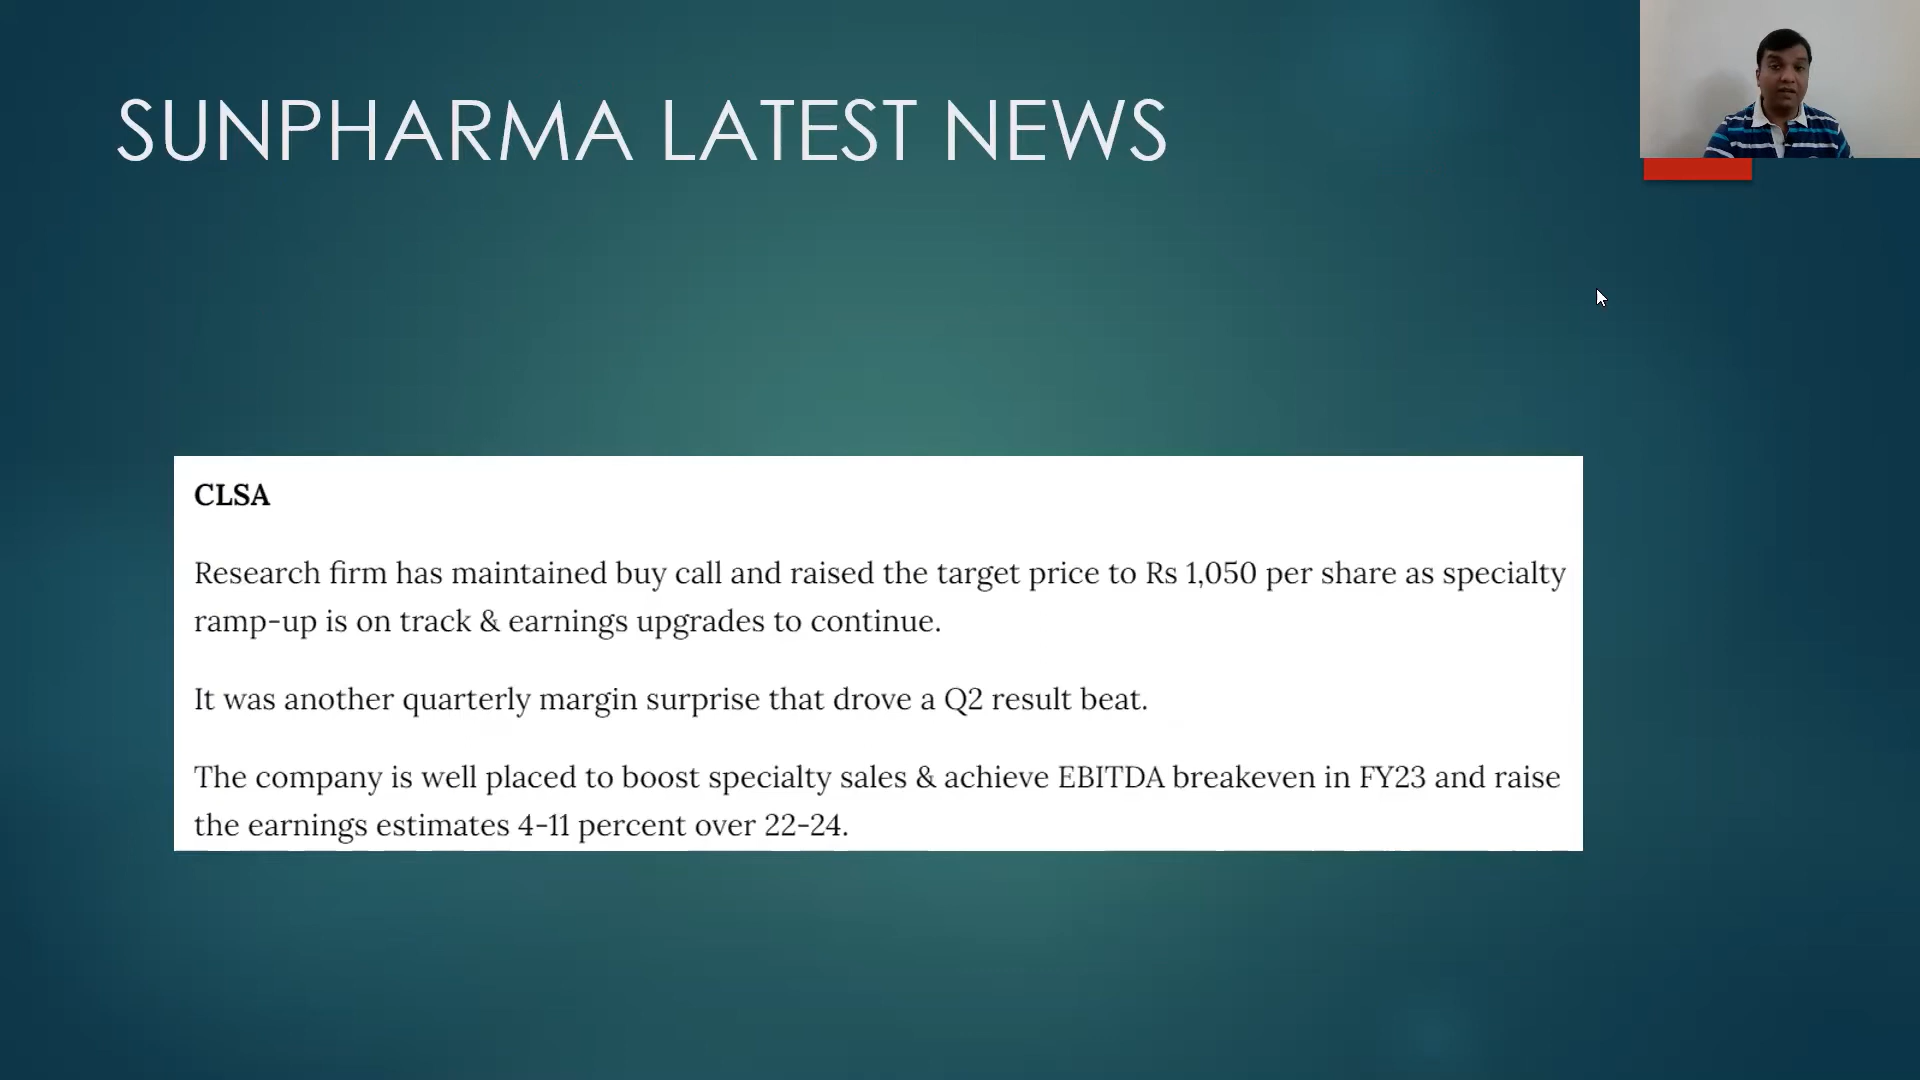 SUNPHARMA LATEST NEWS
CLSA
Research firm has maintained buy call and raised the target price to Rs 1,050 per share as specialty
ramp-up is on track & earnings upgrades to continue.
It was another quarterly margin surprise that drove a Q2 result beat.
The company is well placed to boost specialty sales & achieve EBITDA breakeven in FY23 and raise
the earnings estimates 4-11 percent over 22-24.